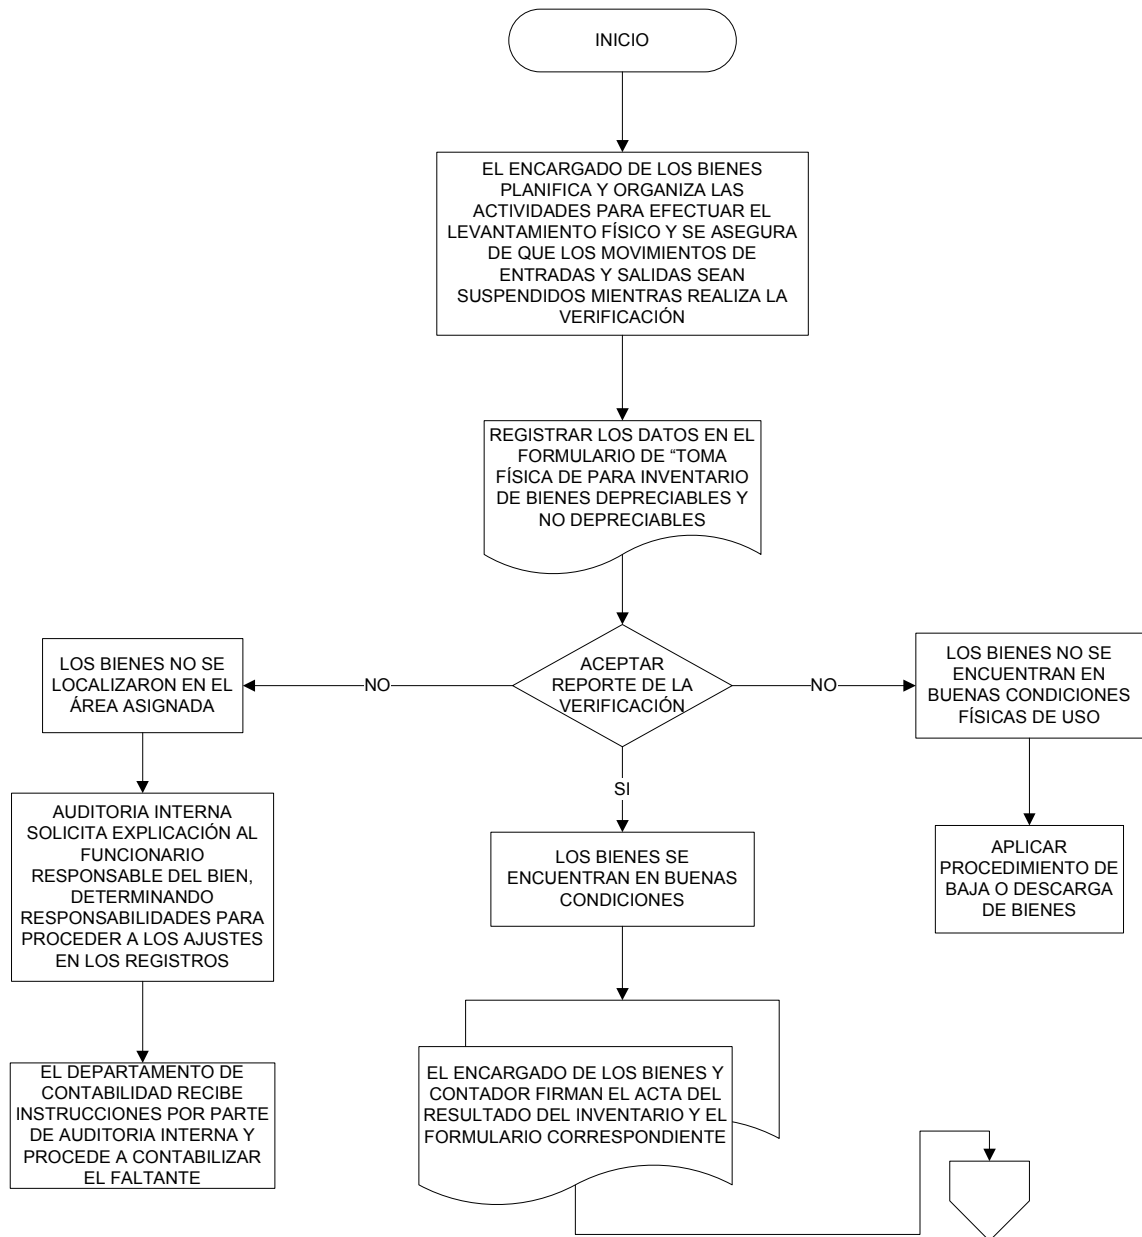 INICIO
EL ENCARGADO DE LOS BIENES
PLANIFICA Y ORGANIZA LAS
ACTIVIDADES PARA EFECTUAR EL
LEVANTAMIENTO FÍSICO Y SE ASEGURA
DE QUE LOS MOVIMIENTOS DE
ENTRADAS Y SALIDAS SEAN
SUSPENDIDOS MIENTRAS REALIZA LA
VERIFICACIÓN
REGISTRAR LOS DATOS EN EL
FORMULARIO DE “TOMA
FÍSICA DE PARA INVENTARIO
DE BIENES DEPRECIABLES Y
NO DEPRECIABLES
ACEPTAR
REPORTE DE LA
VERIFICACIÓN
NO
LOS BIENES NO SE
LOCALIZARON EN EL
ÁREA ASIGNADA
AUDITORIA INTERNA
SOLICITA EXPLICACIÓN AL
FUNCIONARIO
RESPONSABLE DEL BIEN,
DETERMINANDO
RESPONSABILIDADES PARA
PROCEDER A LOS AJUSTES
EN LOS REGISTROS
EL DEPARTAMENTO DE
CONTABILIDAD RECIBE
INSTRUCCIONES POR PARTE
DE AUDITORIA INTERNA Y
PROCEDE A CONTABILIZAR
EL FALTANTE
SI
LOS BIENES SE
ENCUENTRAN EN BUENAS
CONDICIONES
EL ENCARGADO DE LOS BIENES Y
CONTADOR FIRMAN EL ACTA DEL
RESULTADO DEL INVENTARIO Y EL
FORMULARIO CORRESPONDIENTE
NO
LOS BIENES NO SE
ENCUENTRAN EN
BUENAS CONDICIONES
FÍSICAS DE USO
APLICAR
PROCEDIMIENTO DE
BAJA O DESCARGA
DE BIENES